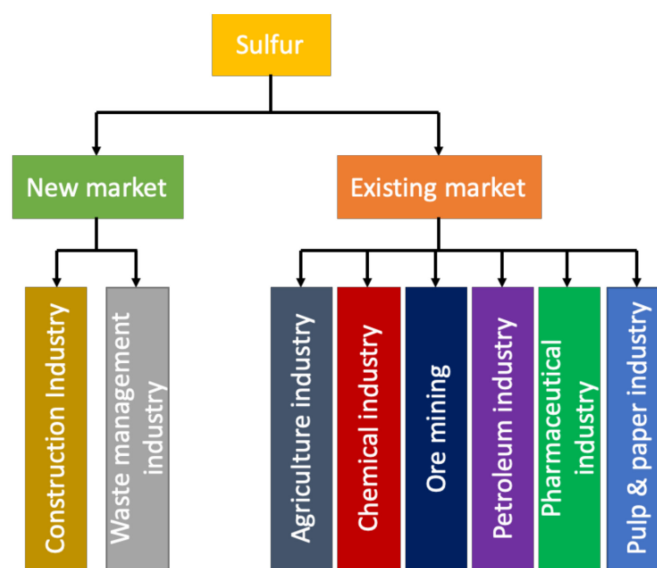 Sulfur
New market
Existing market
Construction Industry
Waste management
industry
Agriculture industry
Chemical industry
Ore mining
Petroleum industry
Pharmaceutical
industry
Pulp & paper industry